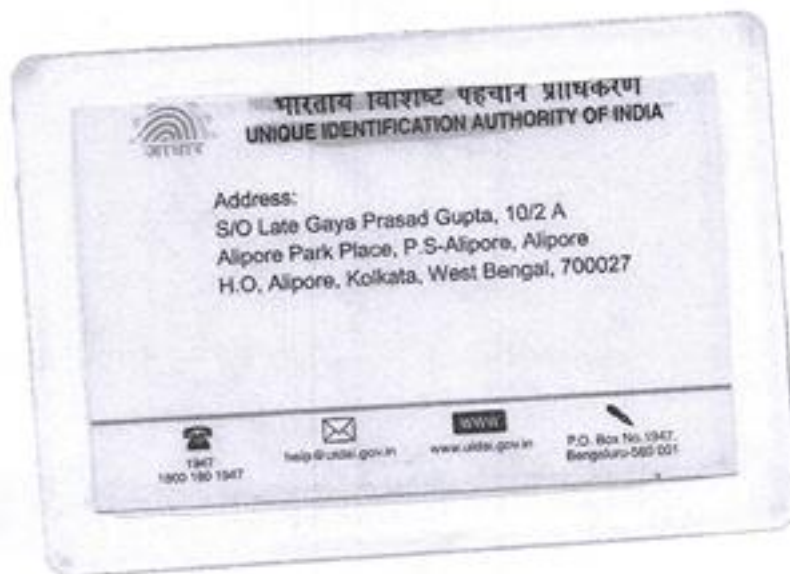 भारतीय विशिष्ट पहचान प्राधिकरण
UNIQUE IDENTIFICATION AUTHORITY OF INDIA
आधार
Address:
S/O Late Gaya Prasad Gupta, 10/2 A
Alipore Park Place, P.S-Alipore, Alipore
H.O, Alipore, Kolkata, West Bengal, 700027
1947
1800 180 1947
help@uidai.gov.in
WWW
www.uidai.gov.in
P.O. Box No.1947,
Bengaluru-560 001